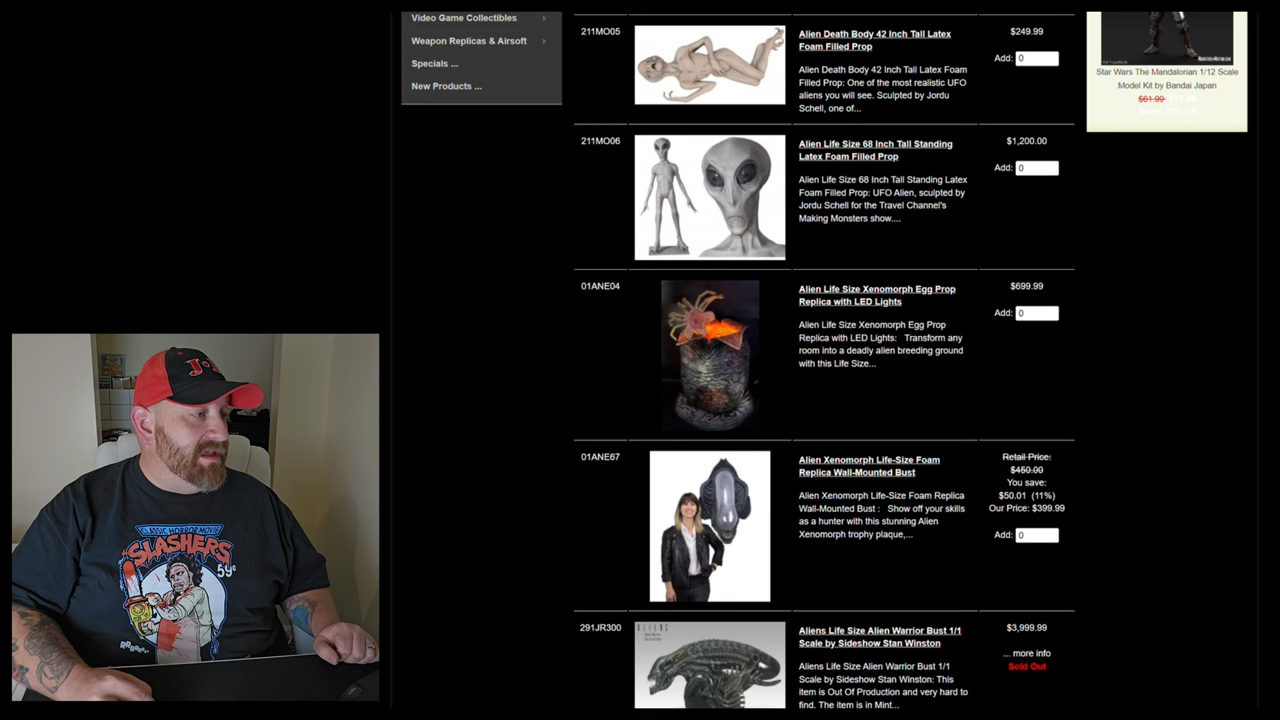 Video Game Collectibles
Weapon Replicas & Airsoft
Specials ...
New Products ...
211MO05
Alien Death Body 42 Inch Tall Latex
Foam Filled Prop
Alien Death Body 42 Inch Tall Latex Foam
Filled Prop: One of the most realistic UFO
aliens you will see. Sculpted by Jordu
Schell, one of...
$249.99
Add: 0
211MO06
Alien Life Size 68 Inch Tall Standing
Latex Foam Filled Prop
Alien Life Size 68 Inch Tall Standing Latex
Foam Filled Prop: UFO Alien, sculpted by
Jordu Schell for the Travel Channel's
Making Monsters show....
$1,200.00
Add: 0
01ANE04
Alien Life Size Xenomorph Egg Prop
Replica with LED Lights
Alien Life Size Xenomorph Egg Prop
Replica with LED Lights: Transform any
room into a deadly alien breeding ground
with this Life Size...
$699.99
Add: 0
01ANE67
Alien Xenomorph Life-Size Foam
Replica Wall-Mounted Bust
Alien Xenomorph Life-Size Foam Replica
Wall-Mounted Bust : Show off your skills
as a hunter with this stunning Alien
Xenomorph trophy plaque,...
Retail Price:
$450.00
You save:
$50.01 (11%)
Our Price: $399.99
Add: 0
291JR300
ALIENS
Aliens Life Size Alien Warrior Bust 1/1
Scale by Sideshow Stan Winston
Aliens Life Size Alien Warrior Bust 1/1
Scale by Sideshow Stan Winston: This
item is Out Of Production and very hard to
find. The item is in Mint...
$3,999.99
... more info
Sold Out
Star Wars The Mandalorian 1/12 Scale
Model Kit by Bandai Japan
$61.99
CLASSIC HORROR MOVIE
SLASHERS
59¢